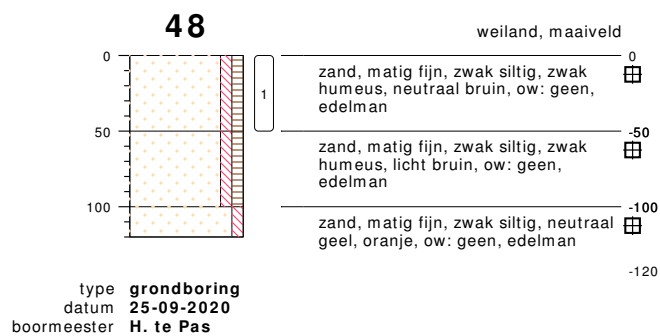 48
weiland, maaiveld
0
0
zand, matig fijn, zwak siltig, zwak
humeus, neutraal bruin, ow: geen,
edelman
1
50
-50
zand, matig fijn, zwak siltig, zwak
humeus, licht bruin, ow: geen,
edelman
100
-100
zand, matig fijn, zwak siltig, neutraal
geel, oranje, ow: geen, edelman
-120
type grondboring
datum 25-09-2020
boormeester H. te Pas